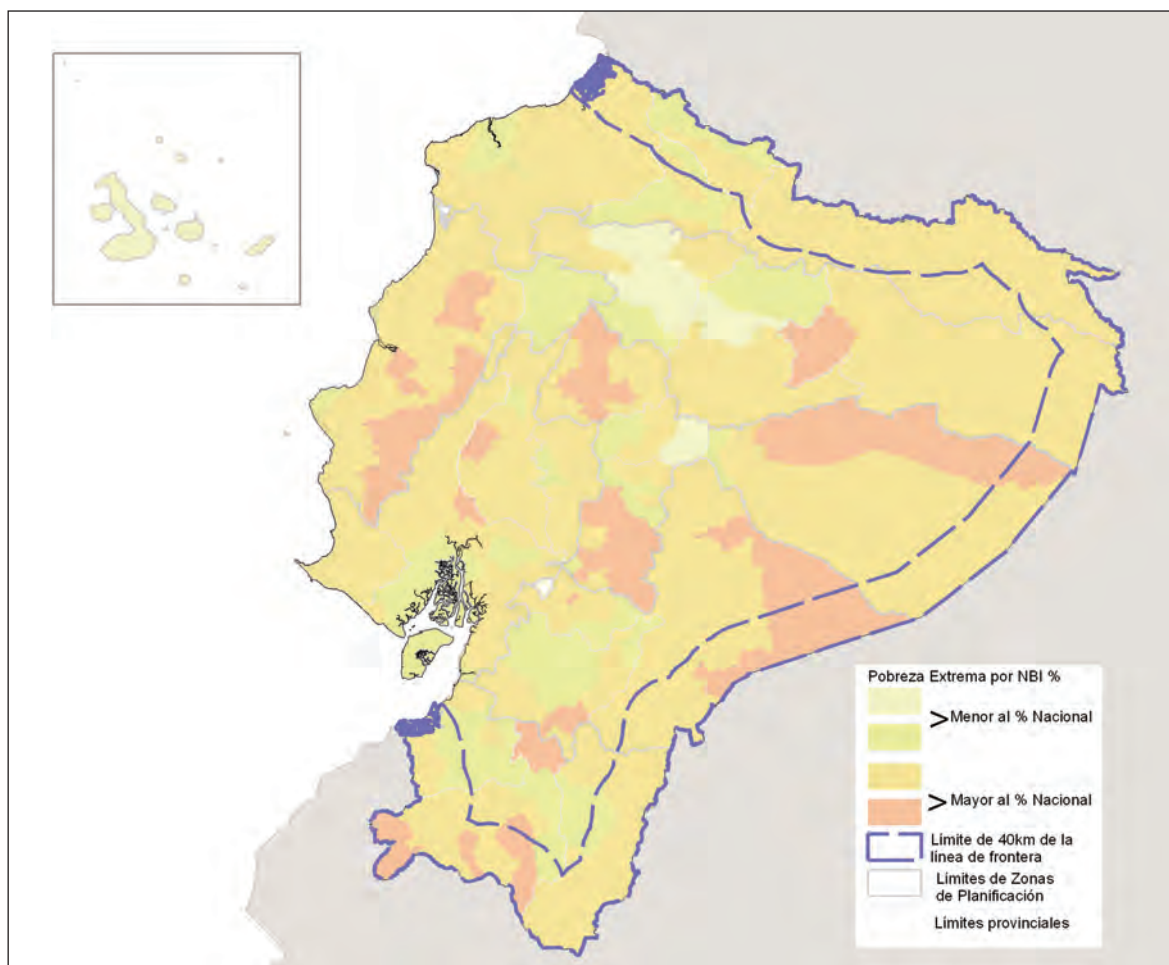 Pobreza Extrema por NBI %
> Menor al % Nacional
> Mayor al % Nacional
Límite de 40km de la
línea de frontera
Límites de Zonas
de Planificación
Límites provinciales